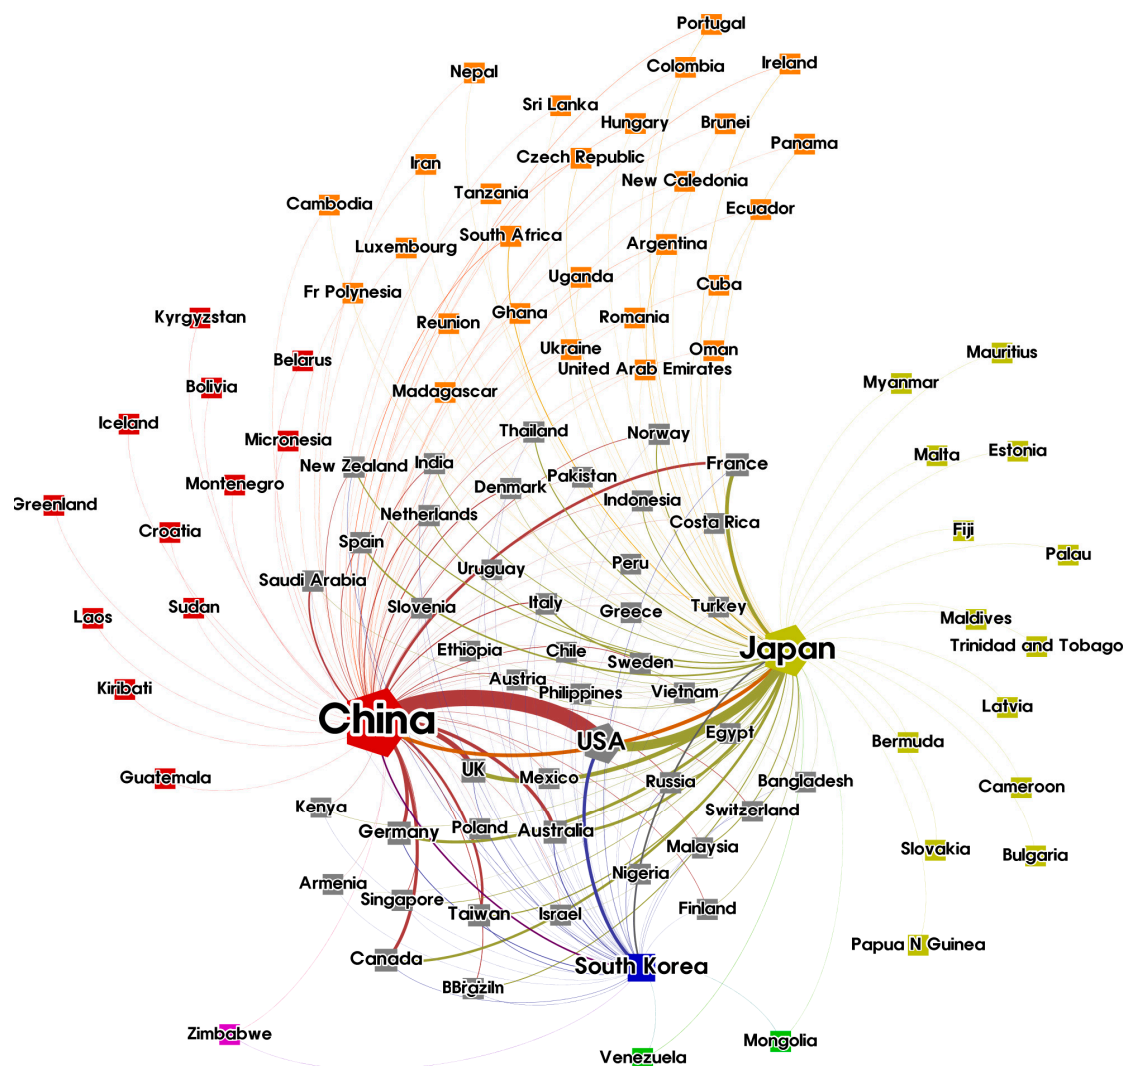 Portugal
Ireland
Colombia
Nepal
Sri Lanka
Hungary
Brunei
Panama
Czech Republic
Iran
New Caledonia
Tanzania
Cambodia
Ecuador
South Africa
Luxembourg
Argentina
Uganda
Cuba
Fr Polynesia
Ghana
Kyrgyzstan
Reunion
Romania
Ukraine
Oman
Mauritius
Belarus
United Arab Emirates
Myanmar
Bolivia
Madagascar
Iceland
Thailand
Norway
Micronesia
Estonia
Malta
New Zealand
India
France
Pakistan
Montenegro
Denmark
Indonesia
Greenland
Netherlands
Costa Rica
Croatia
Fiji
Spain
Palau
Peru
Uruguay
Saudi Arabia
Italy
Sudan
Slovenia
Turkey
Greece
Laos
Maldives
Trinidad and Tobago
Japan
Ethiopia
Chile
Sweden
Austria
Kiribati
Philippines
Vietnam
Latvia
China
Egypt
USA
Bermuda
UK
Guatemala
Mexico
Russia
Bangladesh
Cameroon
Kenya
Switzerland
Germany
Poland
Australia
Malaysia
Slovakia
Bulgaria
Nigeria
Armenia
Singapore
Taiwan
Israel
Finland
Papua N Guinea
Canada
South Korea
Zimbabwe
Mongolia
Venezuela